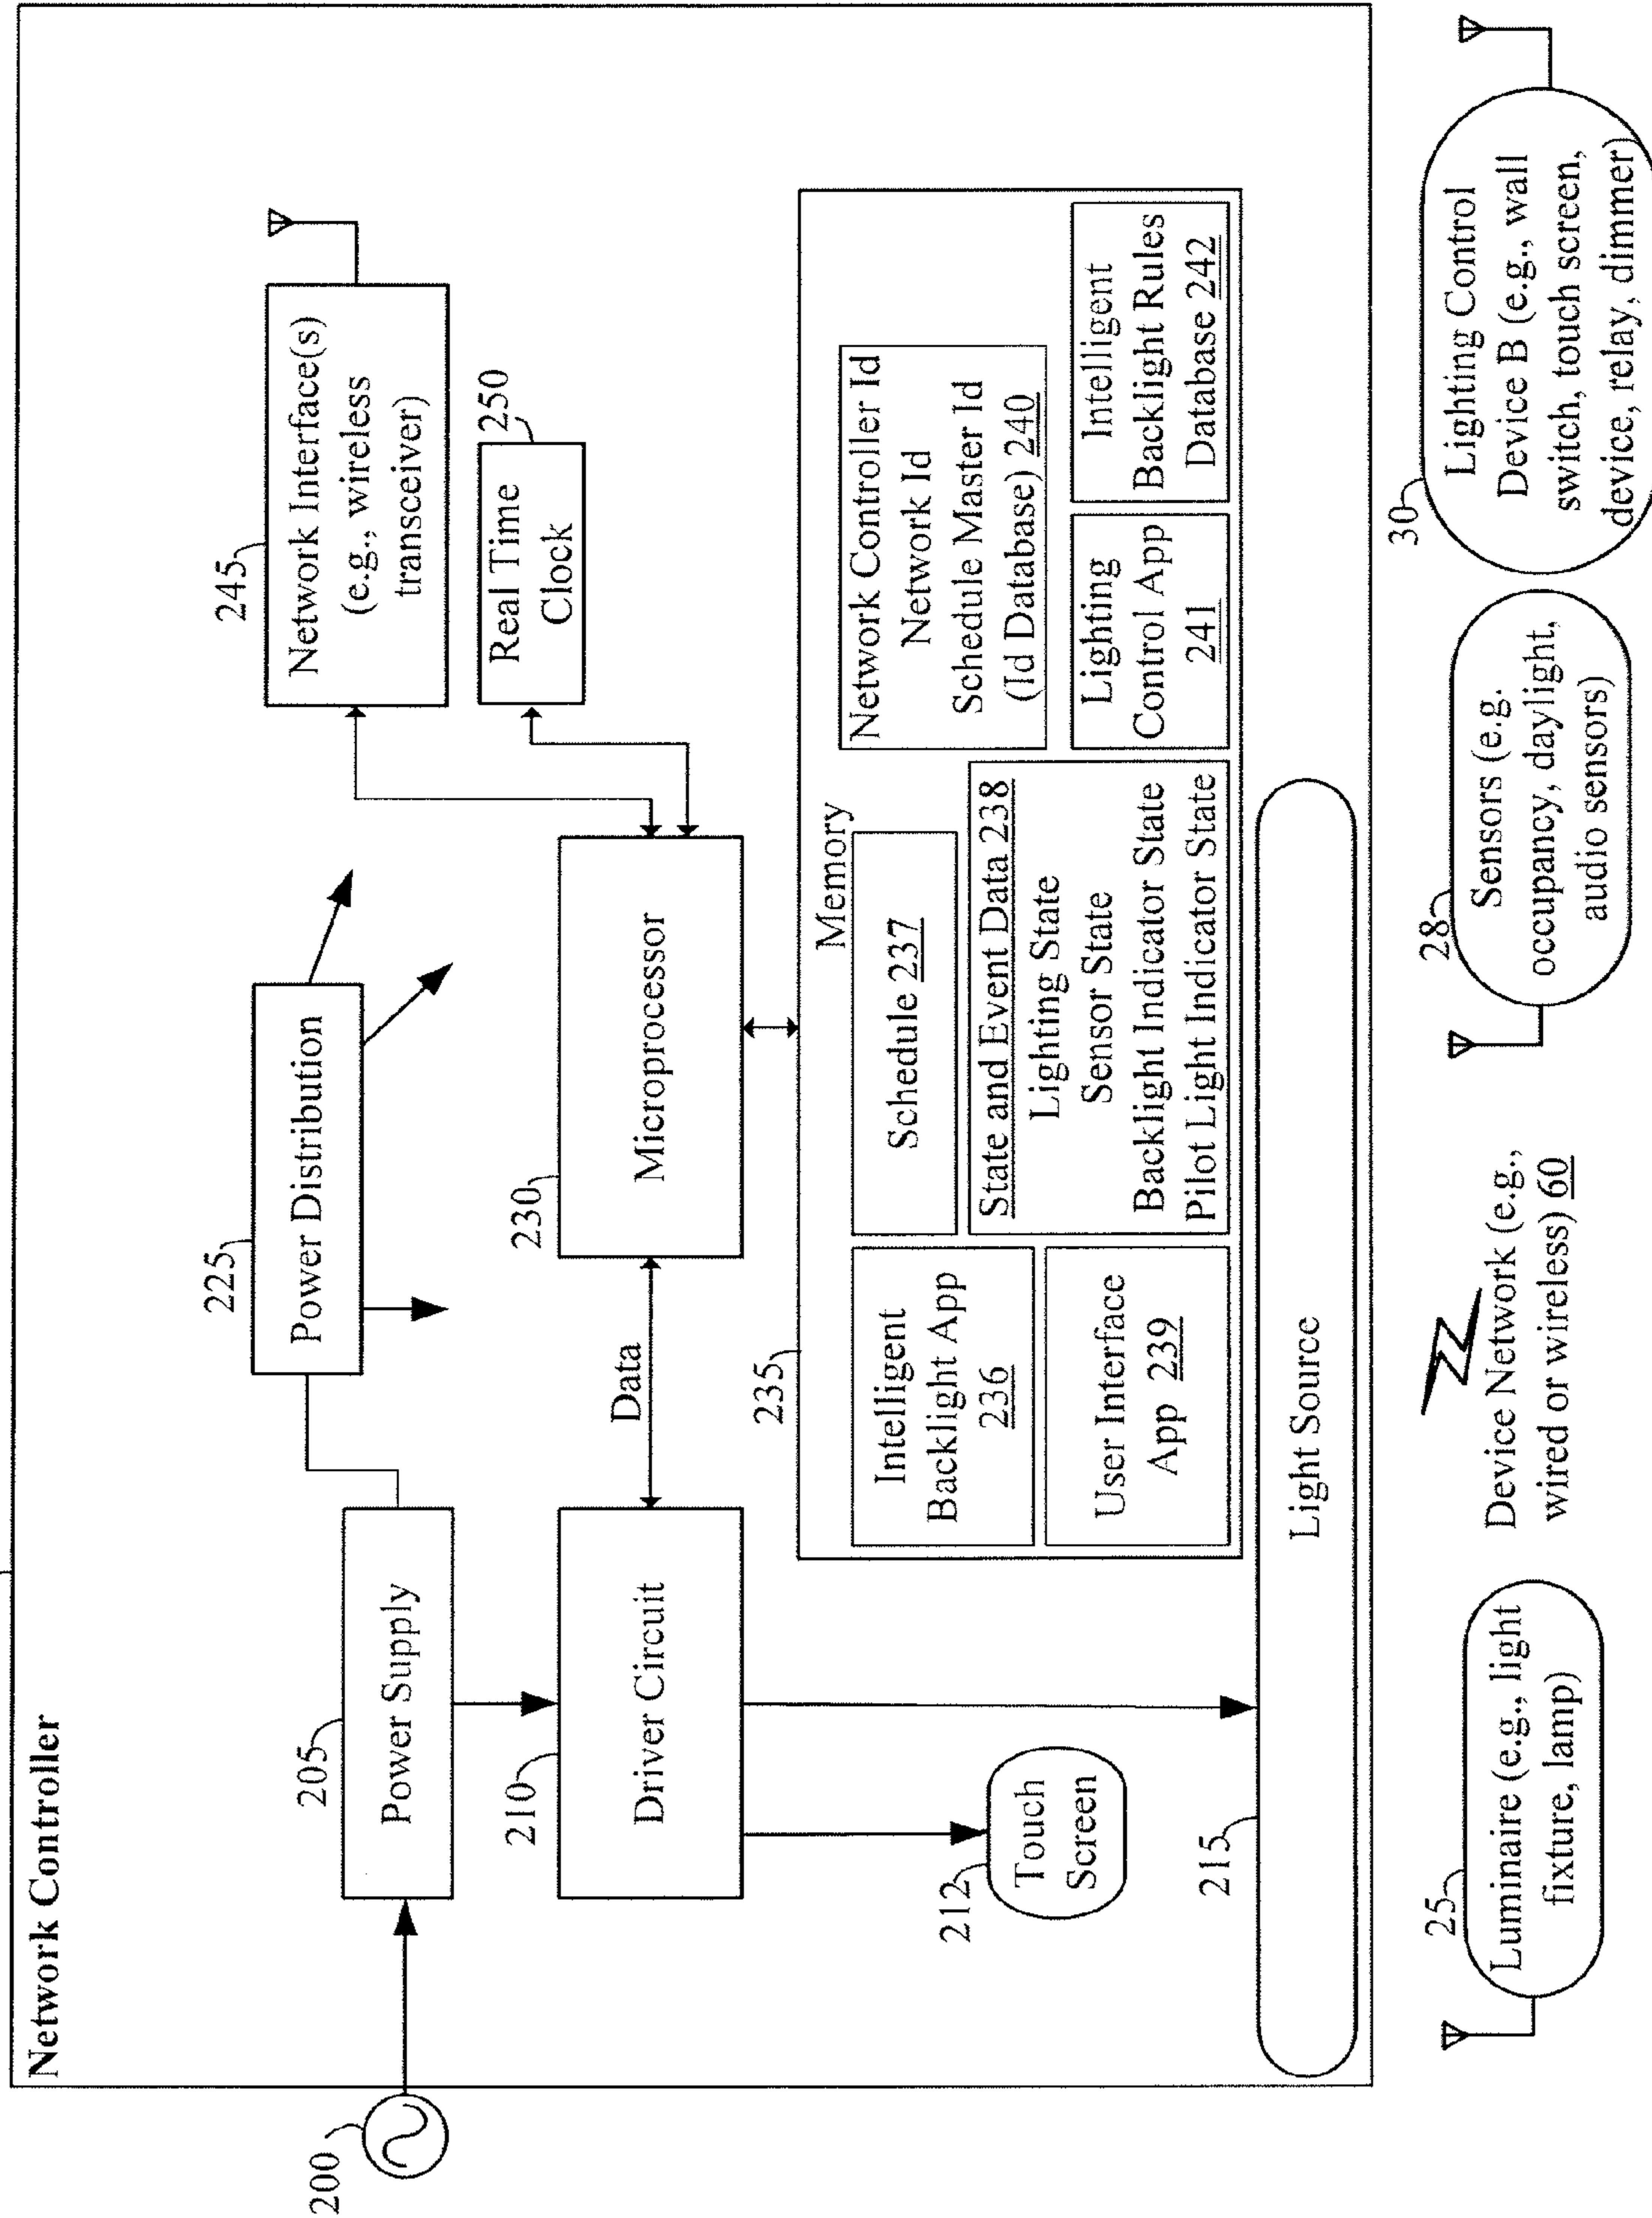 Network Controller
200
205
Power Supply
225
Power Distribution
245
Network Interface(s)
(e.g., wireless
transceiver)
250
Real Time
Clock
210
Driver Circuit
Data
230
Microprocessor
212
Touch
Screen
235
Memory
Intelligent
Backlight App
236
Schedule 237
Network Controller Id
Network Id
Schedule Master Id
(Id Database) 240
User Interface
App 239
State and Event Data 238
Lighting State
Sensor State
Backlight Indicator State
Pilot Light Indicator State
Lighting
Control App
241
Intelligent
Backlight Rules
Database 242
215
Light Source
25
Luminaire (e.g., light
fixture, lamp)
Device Network (e.g.,
wired or wireless) 60
28
Sensors (e.g.
occupancy, daylight,
audio sensors)
30
Lighting Control
Device B (e.g., wall
switch, touch screen,
device, relay, dimmer)